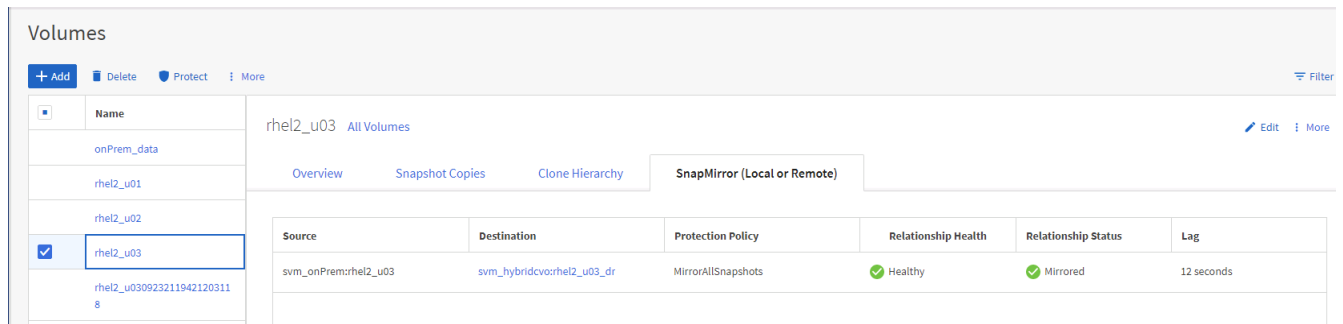 Volumes
+ Add Delete Protect More Filter
Name
onPrem_data
rhel2_u01
rhel2_u02
rhel2_u03
rhel2_u030923211942120311
8
rhel2_u03 All Volumes Edit More
Overview Snapshot Copies Clone Hierarchy SnapMirror (Local or Remote)
Source Destination Protection Policy Relationship Health Relationship Status Lag
svm_onPrem:rhel2_u03 svm_hybridcvo:rhel2_u03_dr MirrorAllSnapshots Healthy Mirrored 12 seconds